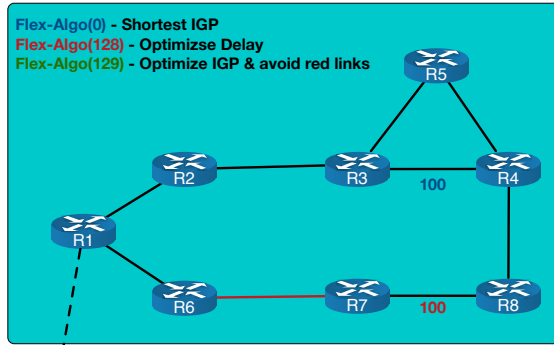 Flex-Algo(0) - Shortest IGP
Flex-Algo(128) - Optimizse Delay
Flex-Algo(129) - Optimize IGP & avoid red links
R5
R2
R3
100
R4
R1
R6
R7
100
R8